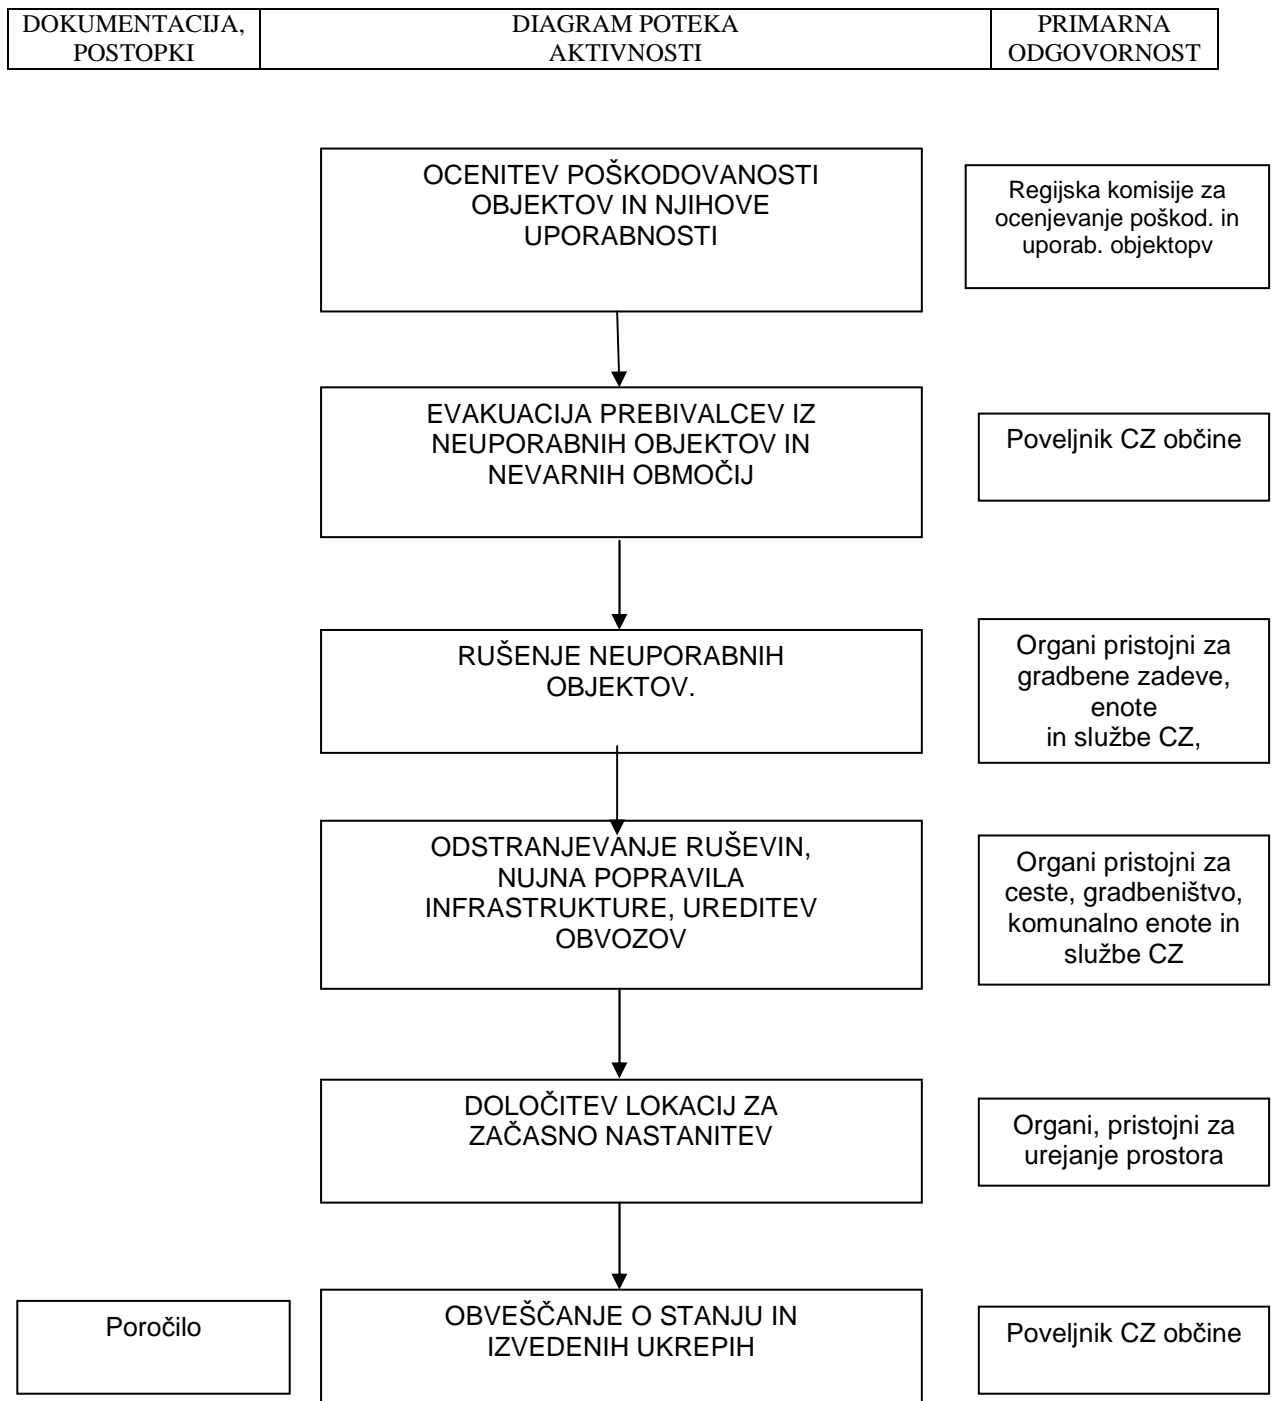 DOKUMENTACIJA,
POSTOPKI
DIAGRAM POTEKA
AKTIVNOSTI
PRIMARNA
ODGOVORNOST
OCENITEV POŠKODOVANOSTI
OBJEKTOV IN NJIHOVE
UPORABNOSTI
Regijska komisije za
ocenjevanje poškod. in
uporab. objektopv
EVAKUACIJA PREBIVALCEV IZ
NEUPORABNIH OBJEKTOV IN
NEVARNIH OBMOČIJ
Poveljnik CZ občine
RUŠENJE NEUPORABNIH
OBJEKTOV.
Organi pristojni za
gradbene zadeve,
enote
in službe CZ,
ODSTRANJEVANJE RUŠEVIN,
NUJNA POPRAVILA
INFRASTRUKTURE, UREDITEV
OBVOZOV
Organi pristojni za
ceste, gradbeništvo,
komunalno enote in
službe CZ
DOLOČITEV LOKACIJ ZA
ZAČASNO NASTANITEV
Organi, pristojni za
urejanje prostora
Poročilo
OBVEŠČANJE O STANJU IN
IZVEDENIH UKREPIH
Poveljnik CZ občine